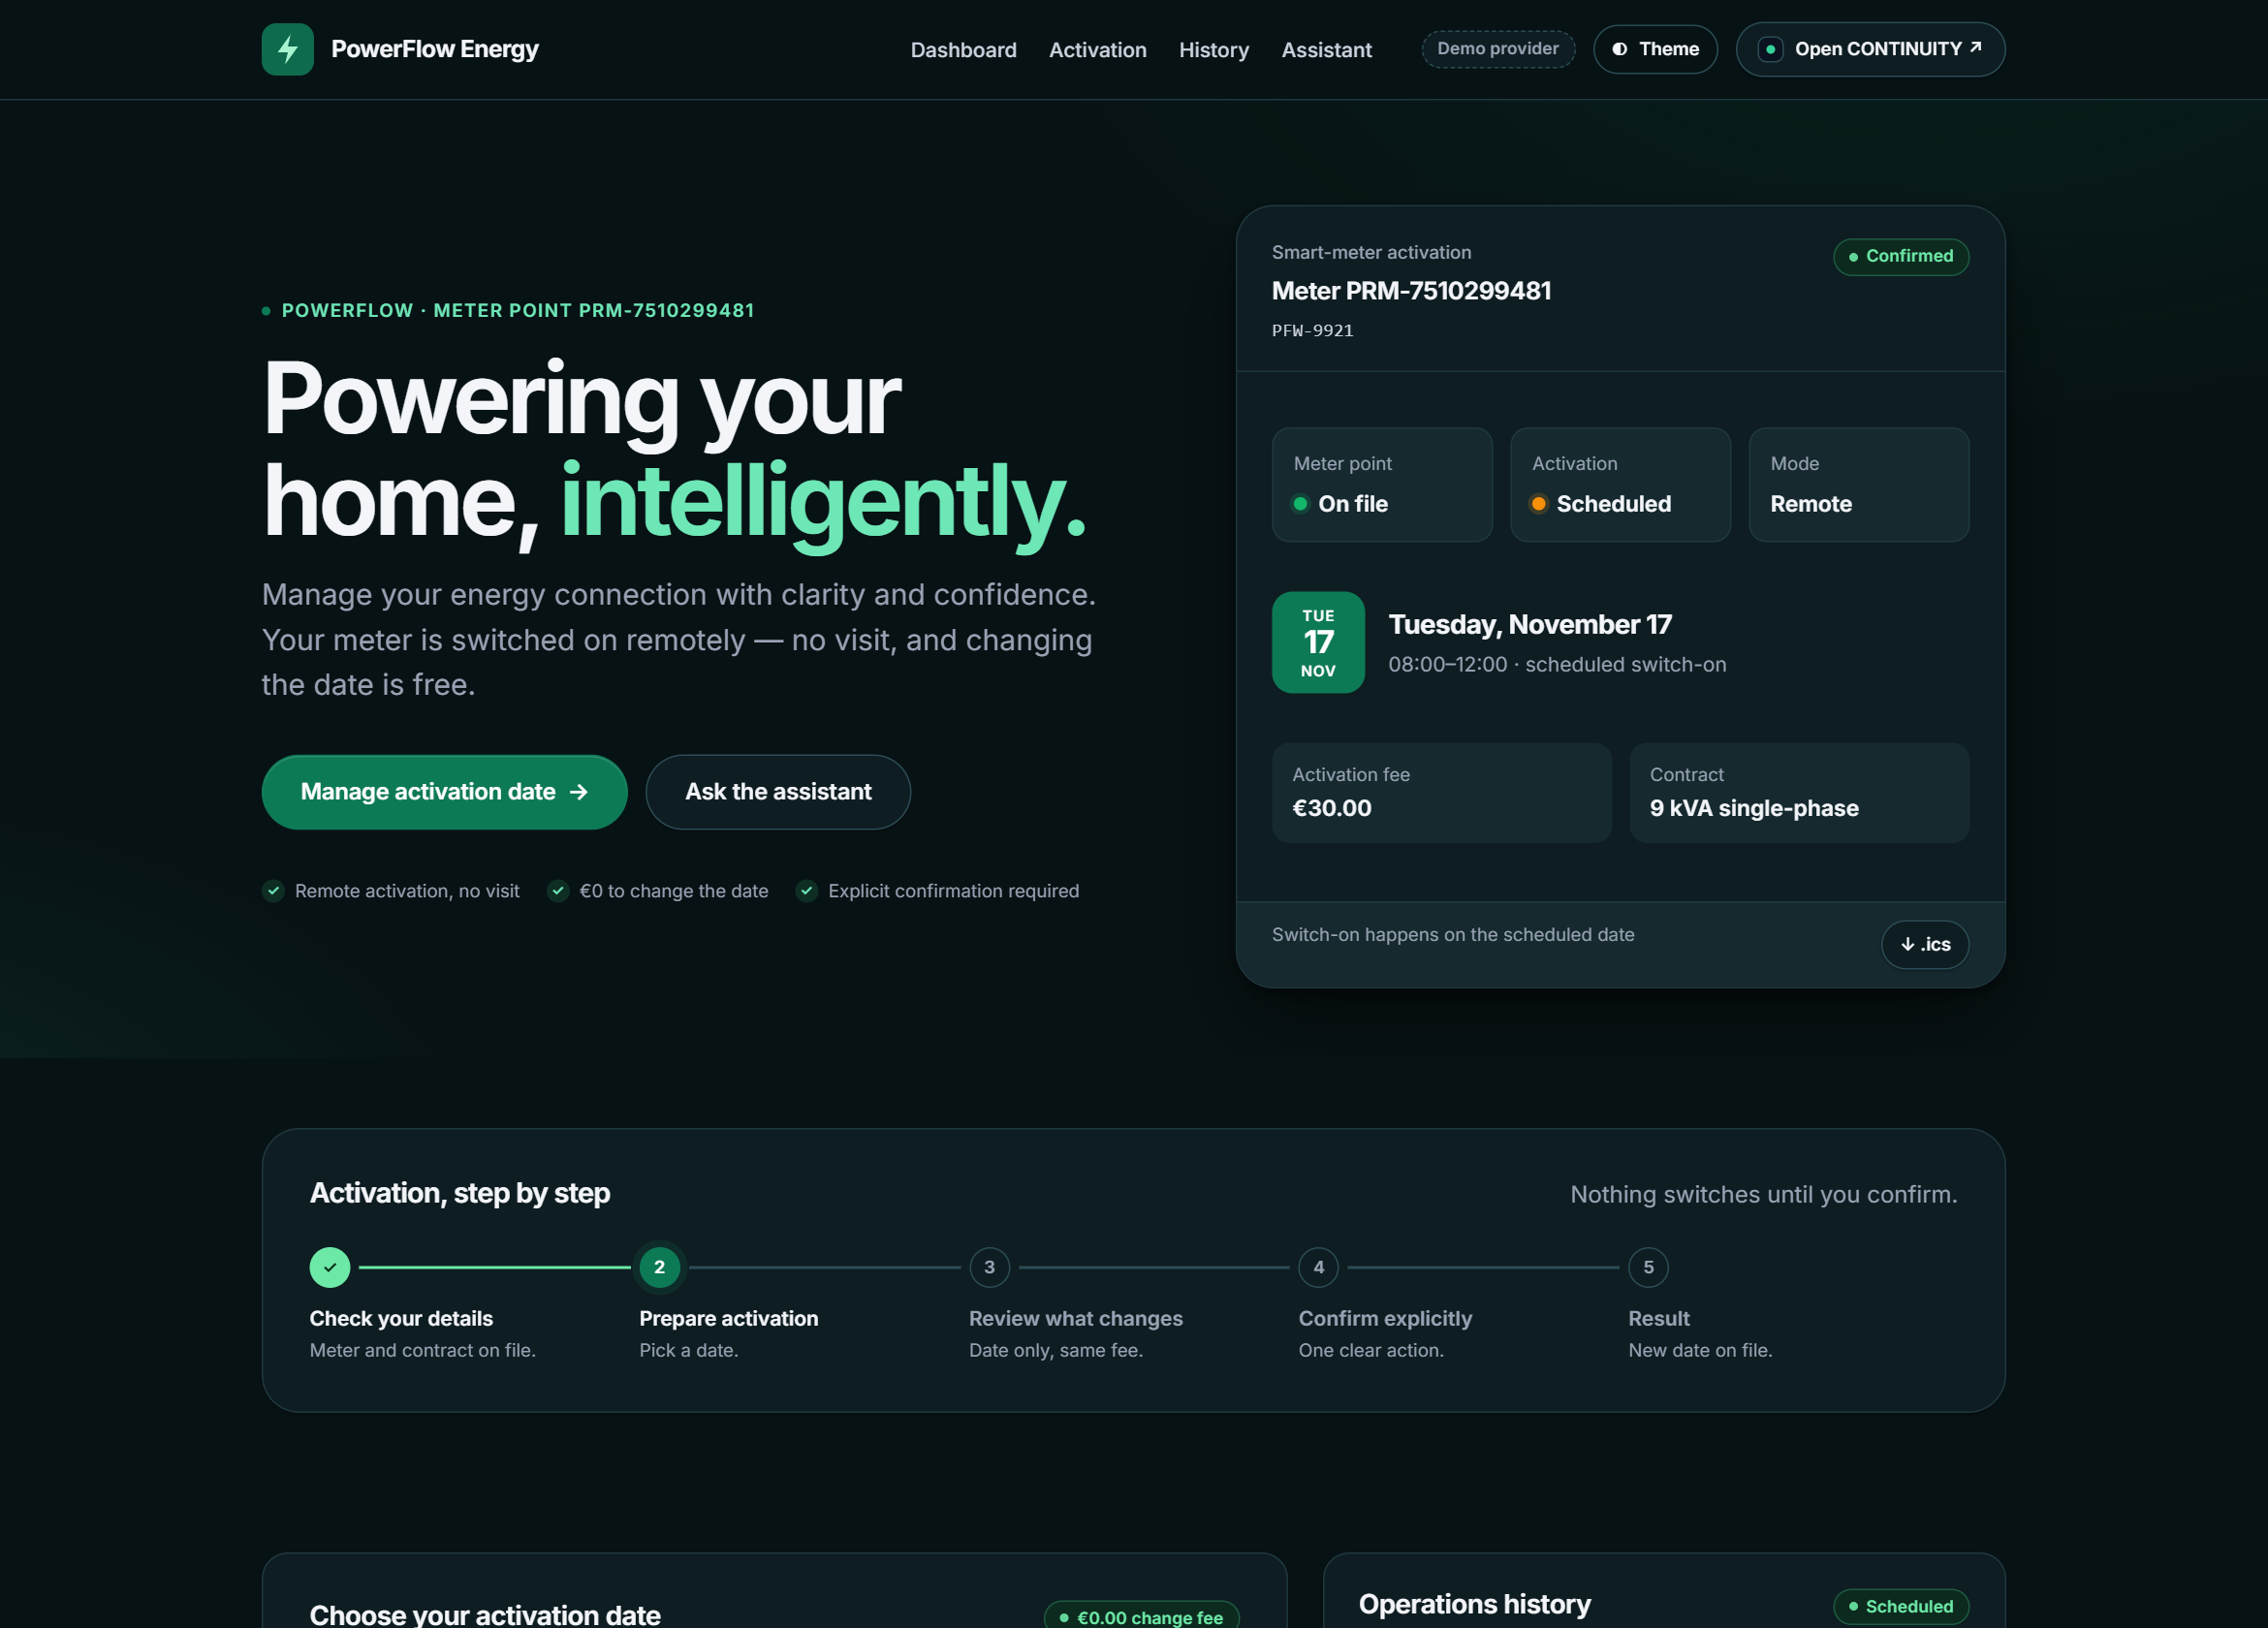 PowerFlow Energy
Dashboard
Activation
History
Assistant
Demo provider
Theme
Open CONTINUITY ↗
POWERFLOW · METER POINT PRM-7510299481
Powering your
home, intelligently.
Manage your energy connection with clarity and confidence.
Your meter is switched on remotely — no visit, and changing
the date is free.
Manage activation date →
Ask the assistant
Remote activation, no visit
€0 to change the date
Explicit confirmation required
Smart-meter activation
Confirmed
Meter PRM-7510299481
PFW-9921
Meter point
On file
Activation
Scheduled
Mode
Remote
TUE
17
NOV
Tuesday, November 17
08:00–12:00 · scheduled switch-on
Activation fee
€30.00
Contract
9 kVA single-phase
Switch-on happens on the scheduled date
↓ .ics
Activation, step by step
Nothing switches until you confirm.
Check your details
Meter and contract on file.
2
Prepare activation
Pick a date.
3
Review what changes
Date only, same fee.
4
Confirm explicitly
One clear action.
5
Result
New date on file.
Choose your activation date
€0.00 change fee
Operations history
Scheduled